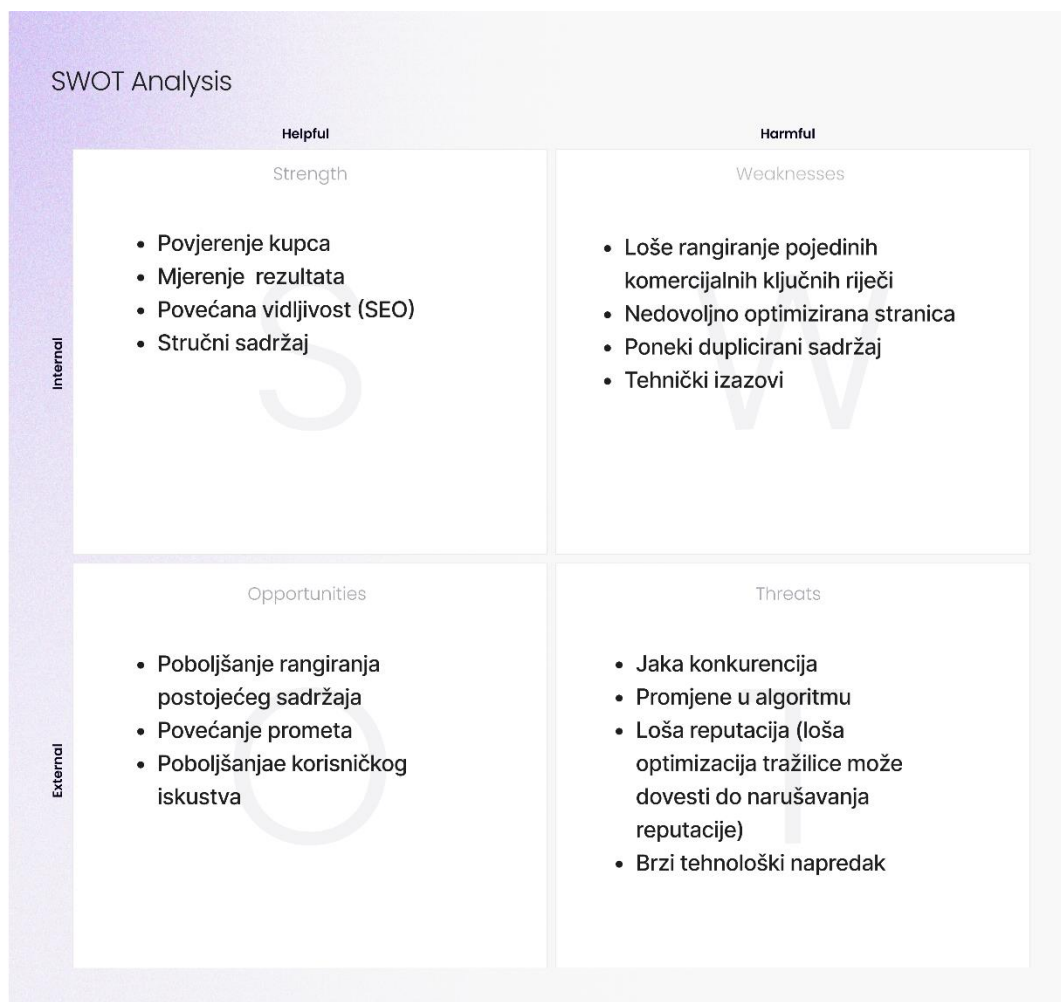 SWOT Analysis
Helpful
Harmful
Internal
Strength
S
• Povjerenje kupca
• Mjerenje rezultata
• Povećana vidljivost (SEO)
• Stručni sadržaj
Weaknesses
W
• Loše rangiranje pojedinih
komercijalnih ključnih riječi
• Nedovoljno optimizirana stranica
• Poneki duplicirani sadržaj
• Tehnički izazovi
External
Opportunities
O
• Poboljšanje rangiranja
postojećeg sadržaja
• Povećanje prometa
• Poboljšanjae korisničkog
iskustva
Threats
T
• Jaka konkurencija
• Promjene u algoritmu
• Loša reputacija (loša
optimizacija tražilice može
dovesti do narušavanja
reputacije)
• Brzi tehnološki napredak